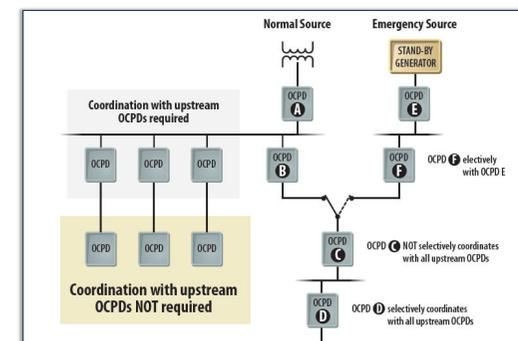 Normal Source
Emergency Source
STAND-BY
GENERATOR
OCPD
A
OCPD
E
Coordination with upstream
OCPDs required
OCPD
OCPD
OCPD
OCPD
B
OCPD
F
OCPD F electively
with OCPD E
OCPD
OCPD
OCPD
Coordination with upstream
OCPDs NOT required
OCPD
C
OCPD C NOT selectively coordinates
with all upstream OCPDs
OCPD
D
OCPD D selectively coordinates
with all upstream OCPDs